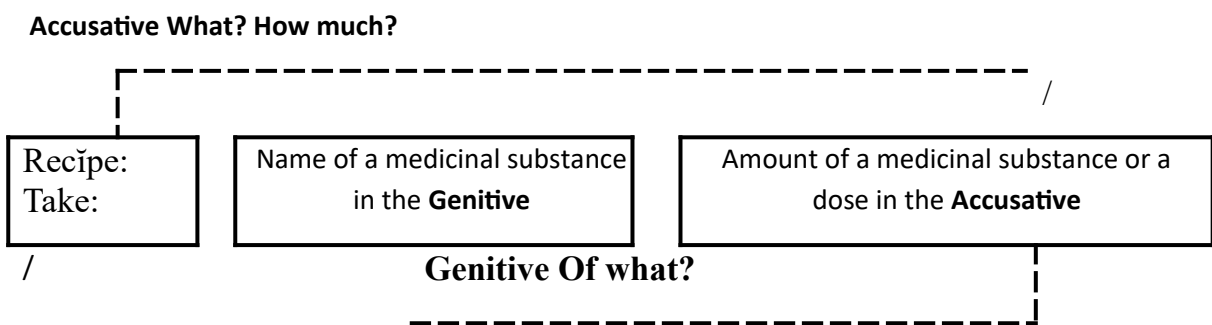 Accusative What? How much?
/
Recĭpe:
Take:
Name of a medicinal substance
in the Genitive
Amount of a medicinal substance or a
dose in the Accusative
/
Genitive Of what?